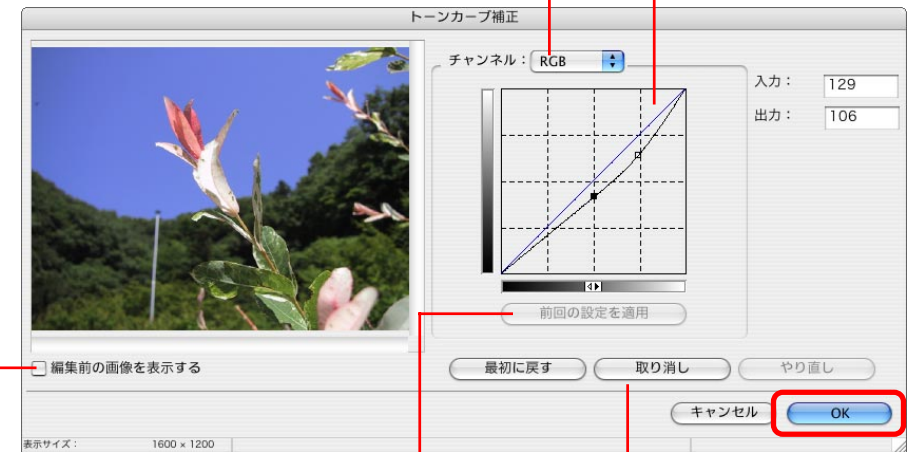 トーンカーブ補正
チャンネル： RGB
入力： 129
出力： 106
前回の設定を適用
編集前の画像を表示する
最初に戻す 取り消し やり直し
キャンセル OK
表示サイズ： 1600 × 1200